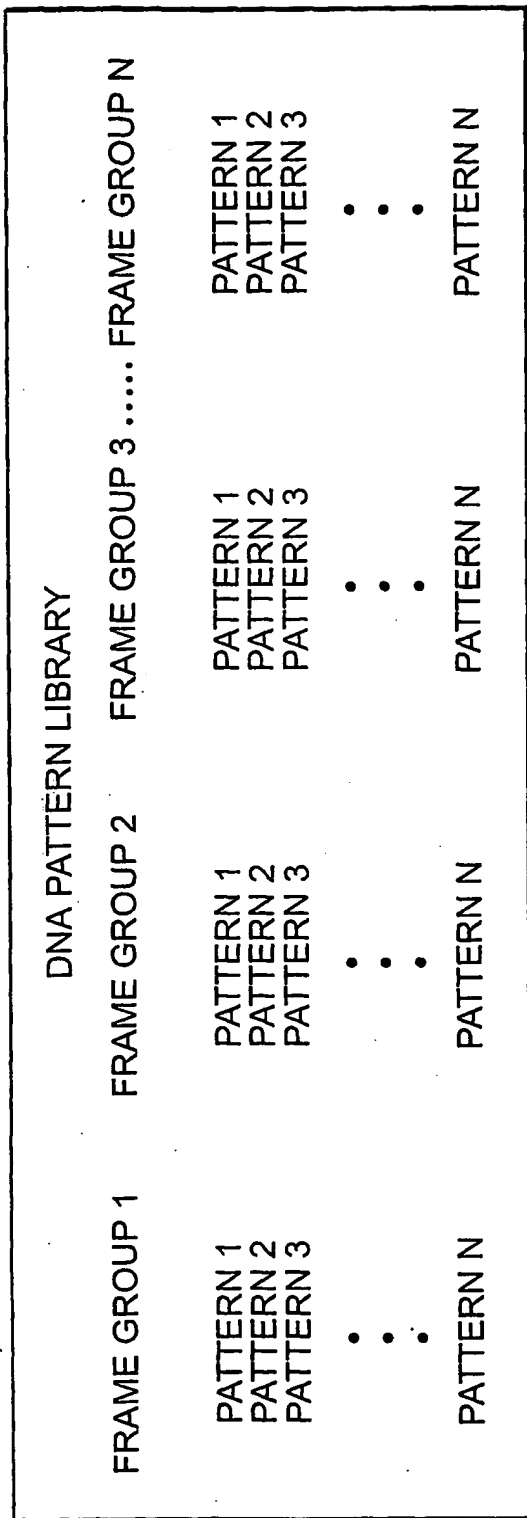 DNA PATTERN LIBRARY
FRAME GROUP 1 FRAME GROUP 2 FRAME GROUP 3 ..... FRAME GROUP N
PATTERN 1 PATTERN 1 PATTERN 1 PATTERN 1
PATTERN 2 PATTERN 2 PATTERN 2 PATTERN 2
PATTERN 3 PATTERN 3 PATTERN 3 PATTERN 3
PATTERN N PATTERN N PATTERN N PATTERN N